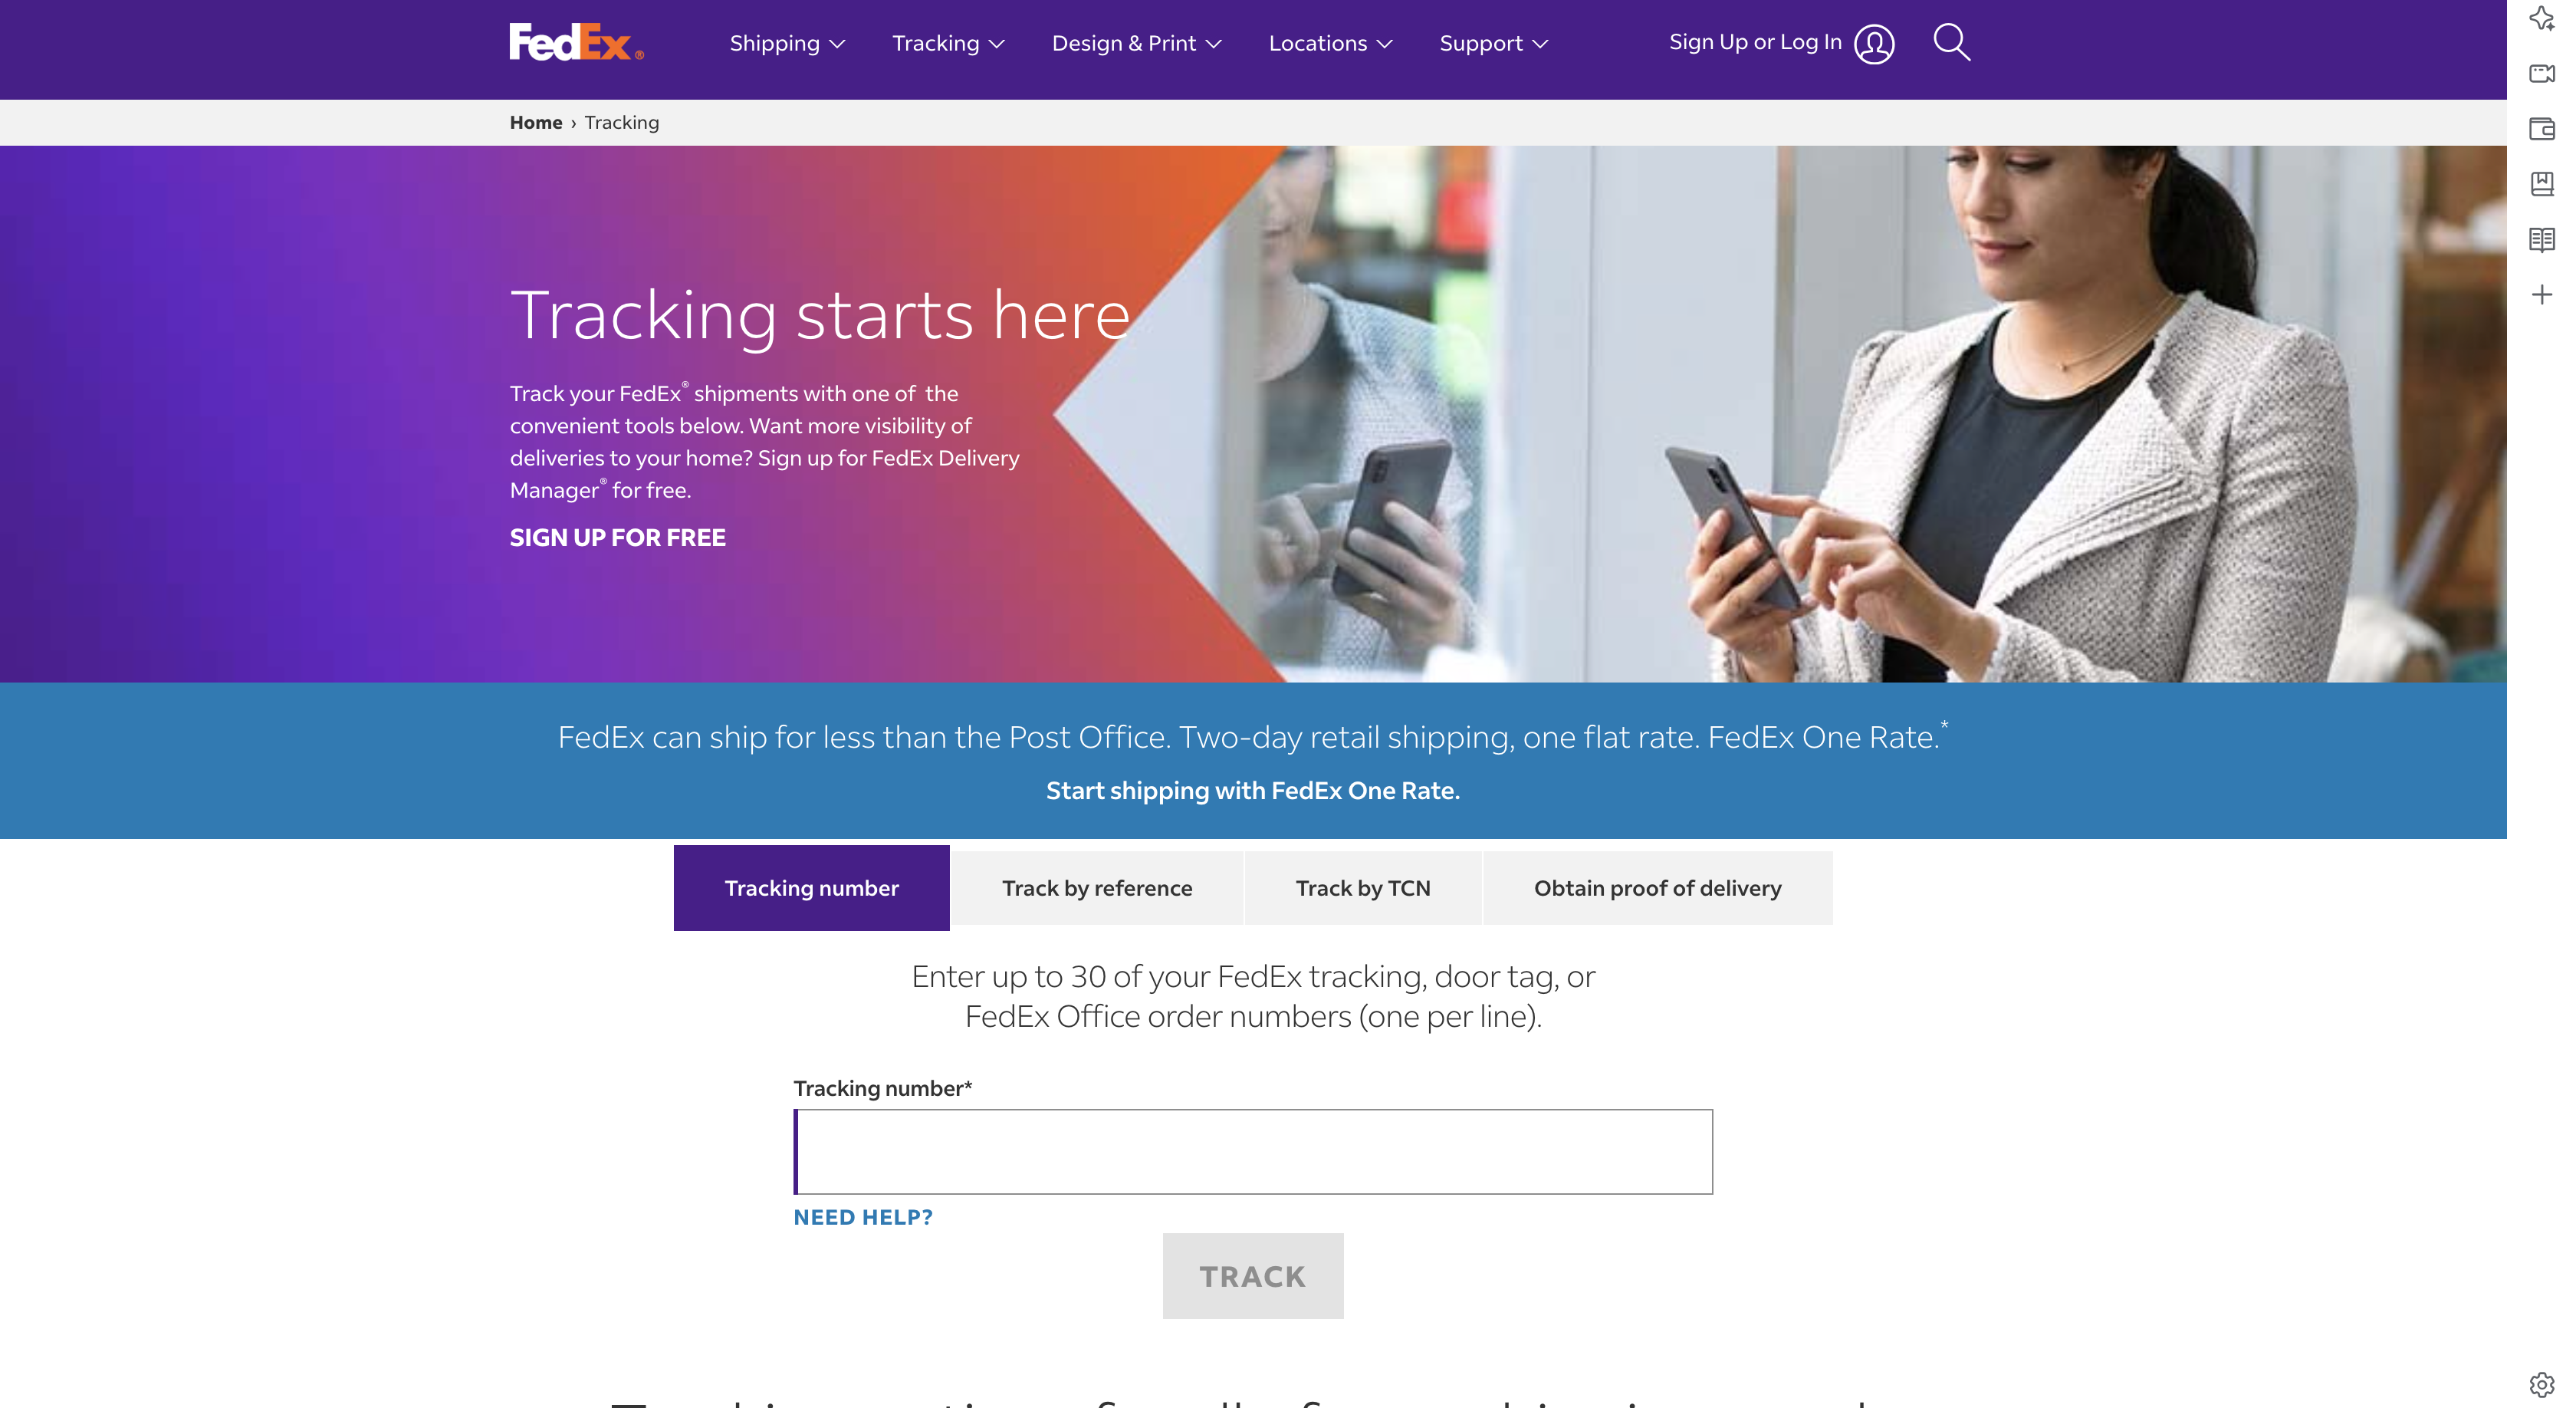 FedEx®
Shipping
Tracking
Design & Print
Locations
Support
Sign Up or Log In
Home › Tracking
Tracking starts here
Track your FedEx® shipments with one of the
convenient tools below. Want more visibility of
deliveries to your home? Sign up for FedEx Delivery
Manager® for free.
SIGN UP FOR FREE
FedEx can ship for less than the Post Office. Two-day retail shipping, one flat rate. FedEx One Rate.*
Start shipping with FedEx One Rate.
Tracking number
Track by reference
Track by TCN
Obtain proof of delivery
Enter up to 30 of your FedEx tracking, door tag, or
FedEx Office order numbers (one per line).
Tracking number*
NEED HELP?
TRACK